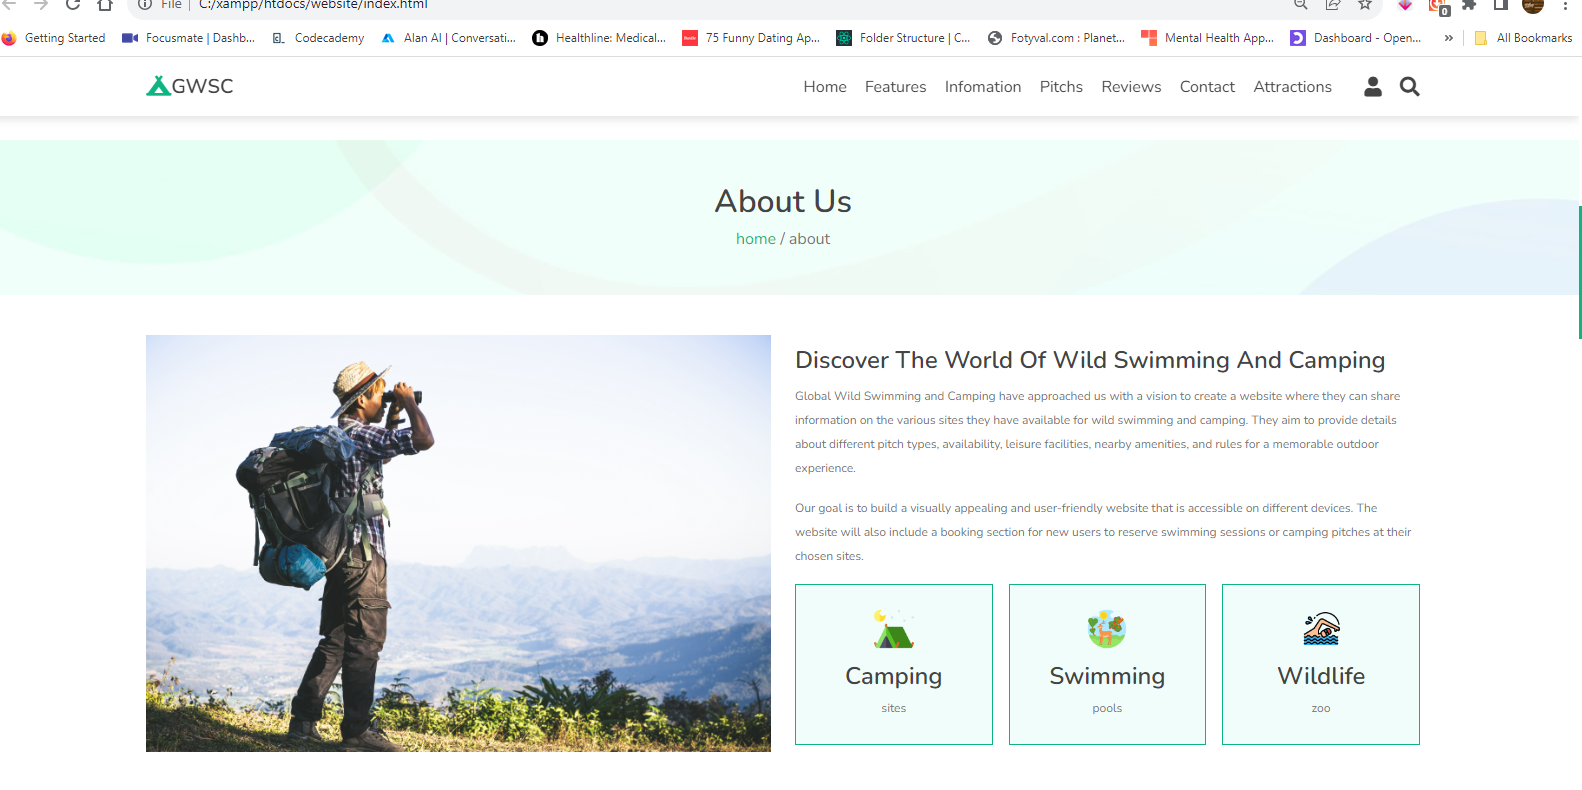 File | C:/xampp/htdocs/website/index.html
0
Getting Started Focusmate | Dashb... Codecademy Alan AI | Conversati... Healthline: Medical... 75 Funny Dating Ap... Folder Structure | C... Fotyval.com : Planet... Mental Health App... Dashboard - Open... » All Bookmarks
GWSC Home Features Infomation Pitchs Reviews Contact Attractions
About Us
home / about
Discover The World Of Wild Swimming And Camping
Global Wild Swimming and Camping have approached us with a vision to create a website where they can share
information on the various sites they have available for wild swimming and camping. They aim to provide details
about different pitch types, availability, leisure facilities, nearby amenities, and rules for a memorable outdoor
experience.
Our goal is to build a visually appealing and user-friendly website that is accessible on different devices. The
website will also include a booking section for new users to reserve swimming sessions or camping pitches at their
chosen sites.
Camping
sites
Swimming
pools
Wildlife
zoo